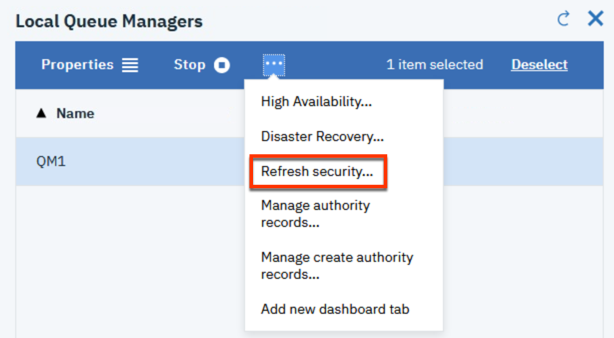 Local Queue Managers
Properties Stop ... 1 item selected Deselect
Name
QM1
High Availability...
Disaster Recovery...
Refresh security...
Manage authority
records...
Manage create authority
records...
Add new dashboard tab